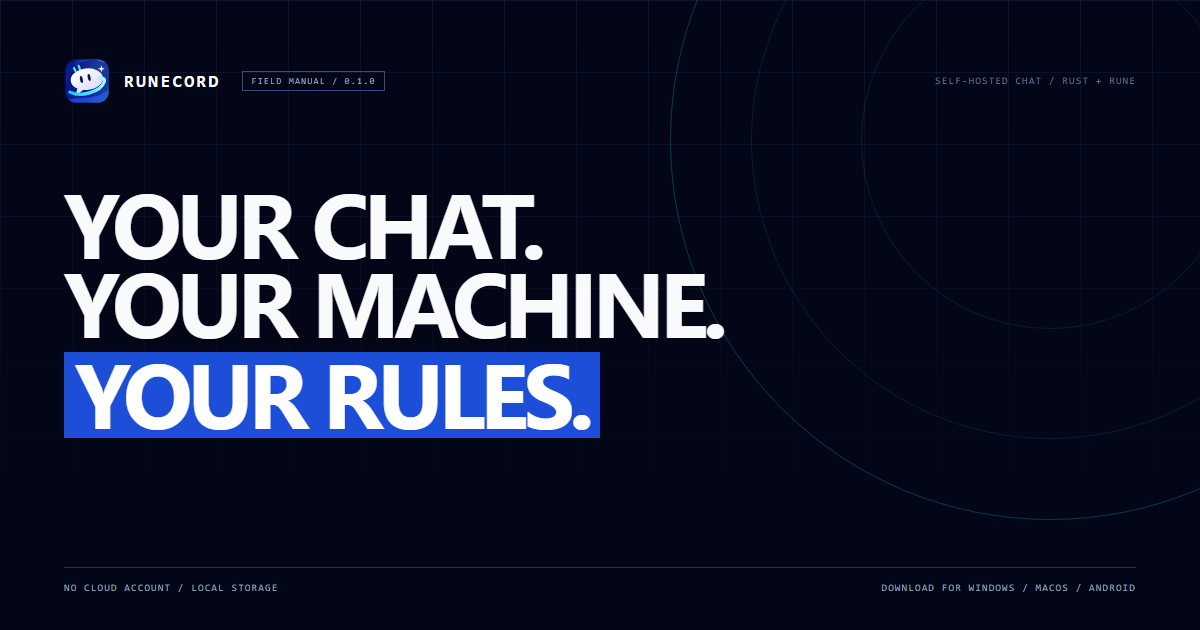 RUNECORD
FIELD MANUAL / 0.1.0
SELF-HOSTED CHAT / RUST + RUNE
YOUR CHAT.
YOUR MACHINE.
YOUR RULES.
NO CLOUD ACCOUNT / LOCAL STORAGE
DOWNLOAD FOR WINDOWS / MACOS / ANDROID